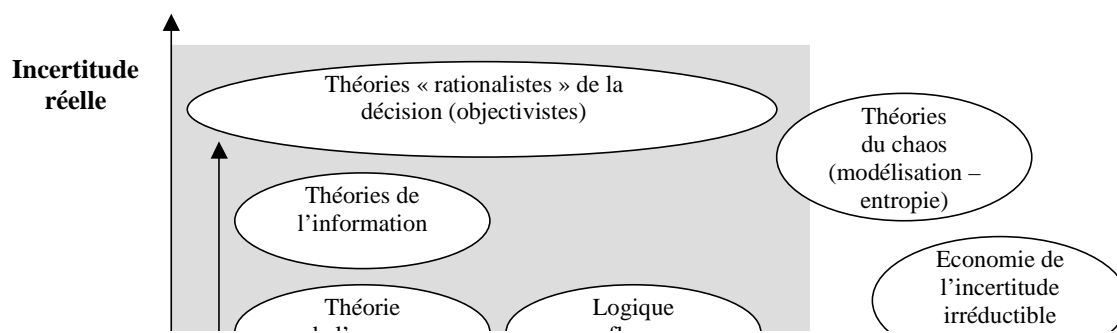 Incertitude
réelle
Théories « rationalistes » de la
décision (objectivistes)
Théories
du chaos
(modélisation –
entropie)
Théories de
l’information
Economie de
l’incertitude
irréductible
Théorie
Logique